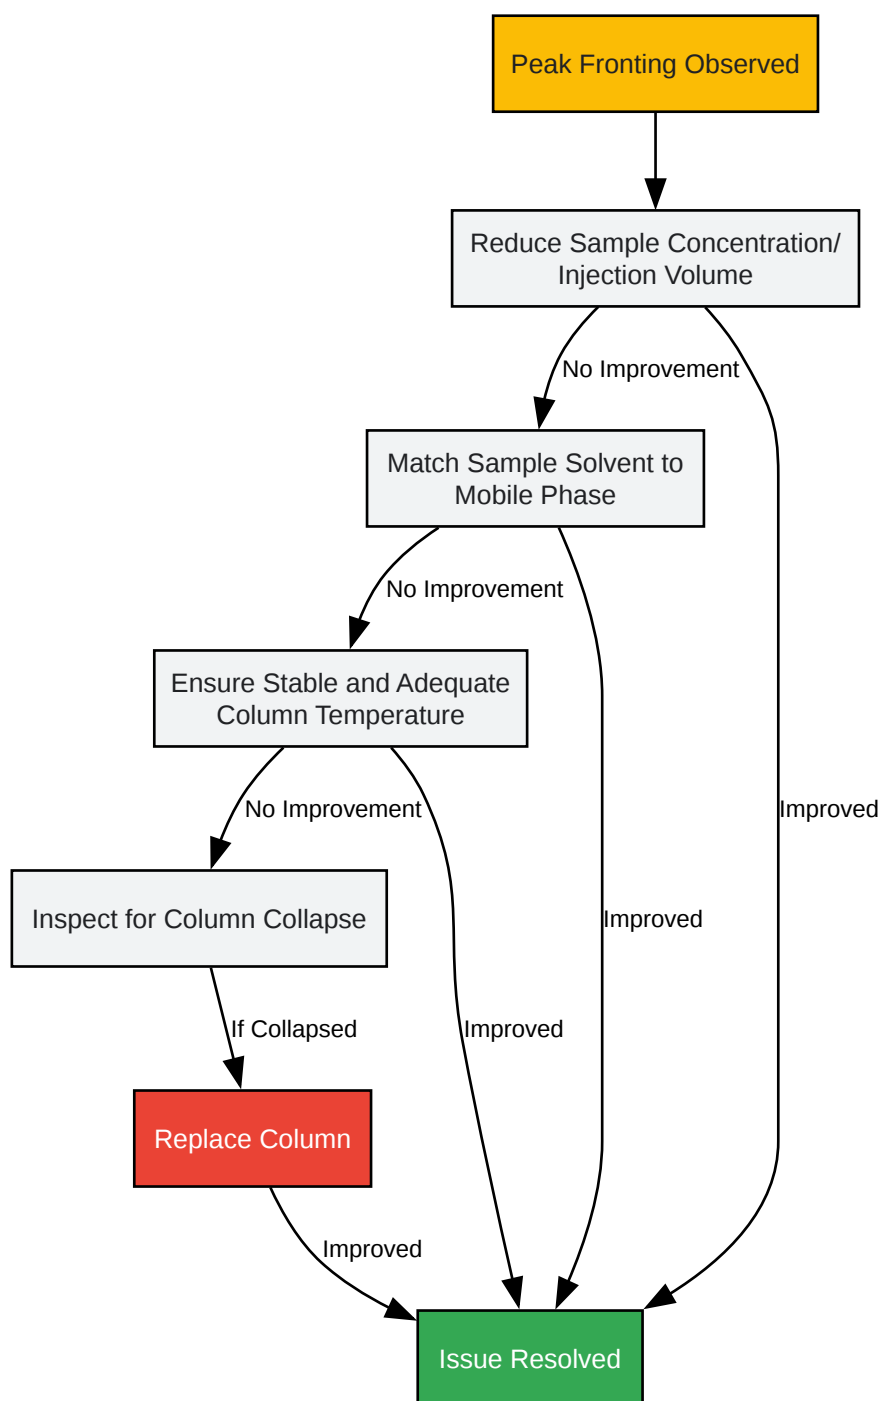 Peak Fronting Observed
Reduce Sample Concentration/
Injection Volume
No Improvement
Match Sample Solvent to
Mobile Phase
No Improvement
Ensure Stable and Adequate
Column Temperature
No Improvement
Improved
Inspect for Column Collapse
Improved
If Collapsed
Improved
Replace Column
Improved
Issue Resolved